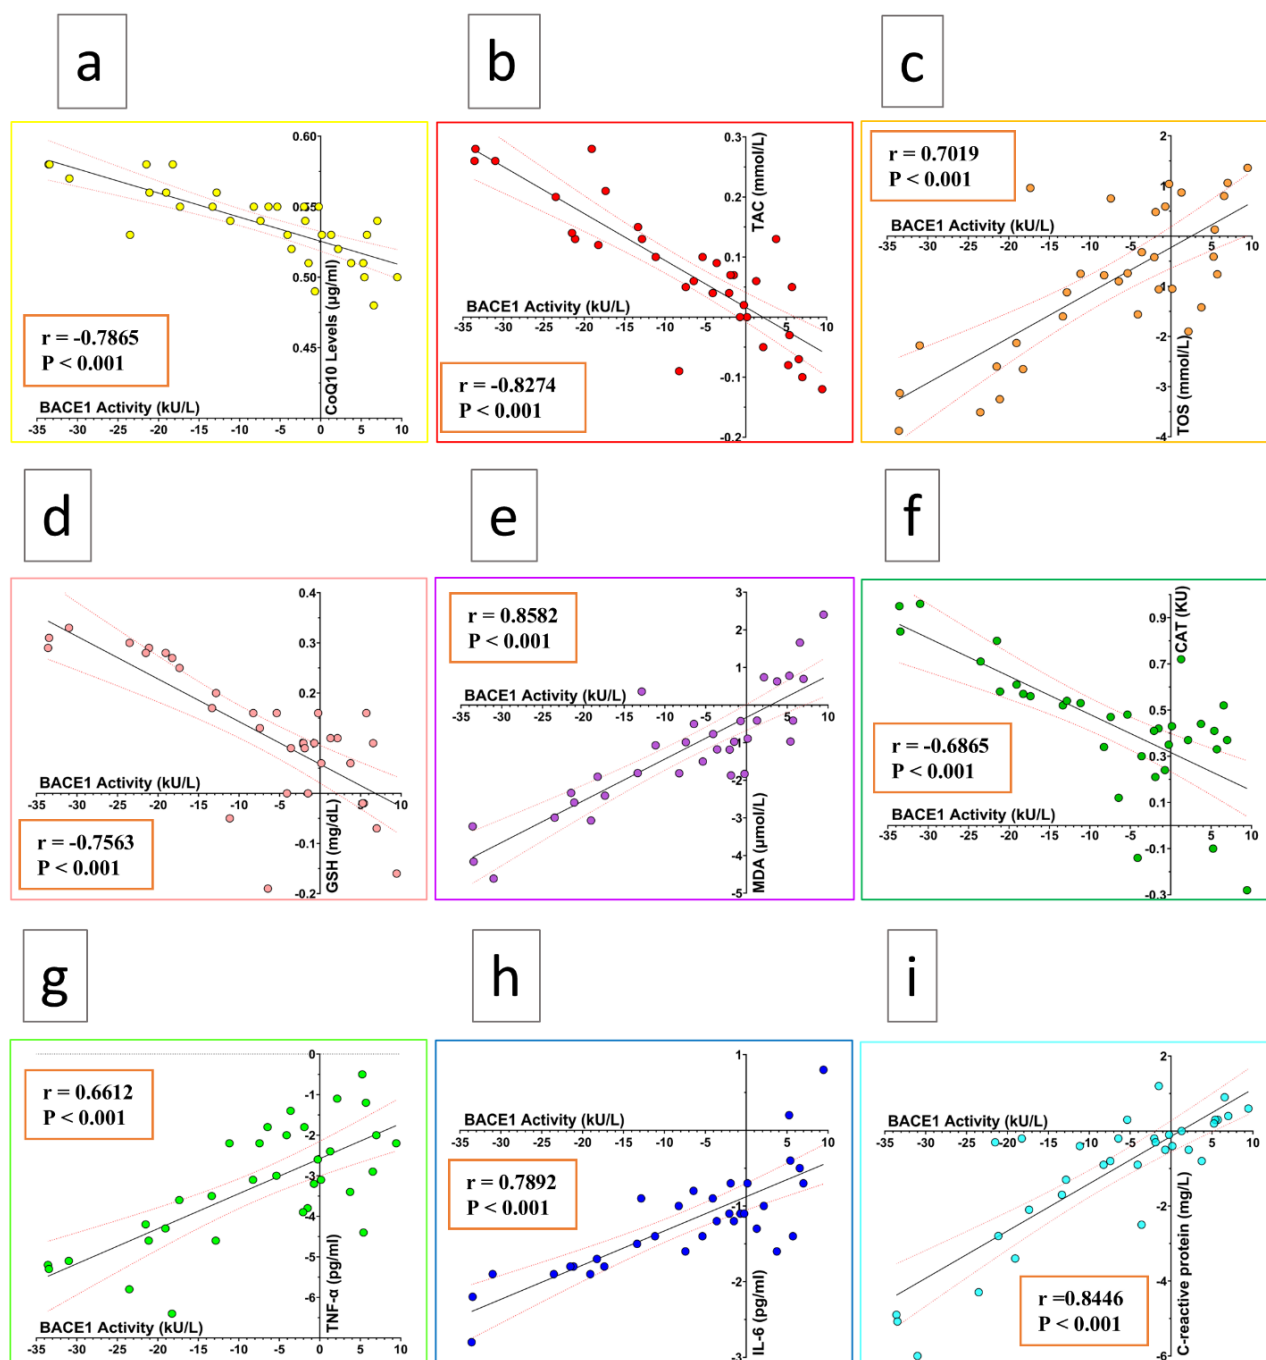 a
b
c
0.60
0.55
0.50
0.45
CoQ10 Levels (µg/ml)
r = -0.7865
P < 0.001
BACE1 Activity (kU/L)
-35 -30 -25 -20 -15 -10 -5 0 5 10
0.3
0.2
0.1
-0.1
-0.2
TAC (mmol/L)
BACE1 Activity (kU/L)
-35 -30 -25 -20 -15 -10 -5 5 10
r = -0.8274
P < 0.001
r = 0.7019
P < 0.001
2
1
-1
-2
-3
-4
TOS (mmol/L)
BACE1 Activity (kU/L)
-35 -30 -25 -20 -15 -10 -5 5 10
d
e
f
0.4
0.3
0.2
0.1
-0.1
-0.2
GSH (mg/dL)
BACE1 Activity (kU/L)
-35 -30 -25 -20 -15 -10 -5 5 10
r = -0.7563
P < 0.001
r = 0.8582
P < 0.001
3
2
1
-1
-2
-3
-4
-5
MDA (µmol/L)
BACE1 Activity (kU/L)
-35 -30 -25 -20 -15 -10 -5 5 10
0.9
0.7
0.5
0.3
0.1
-0.1
-0.3
CAT (KU)
r = -0.6865
P < 0.001
BACE1 Activity (kU/L)
-35 -30 -25 -20 -15 -10 -5 5 10
g
h
i
r = 0.6612
P < 0.001
0
-1
-2
-3
-4
-5
-6
TNF-α (pg/ml)
BACE1 Activity (kU/L)
-35 -30 -25 -20 -15 -10 -5 0 5 10
1
-1
-2
-3
IL-6 (pg/ml)
BACE1 Activity (kU/L)
-35 -30 -25 -20 -15 -10 -5 5 10
r = 0.7892
P < 0.001
2
-2
-4
-6
C-reactive protein (mg/L)
BACE1 Activity (kU/L)
-35 -30 -25 -20 -15 -10 -5 5 10
r =0.8446
P < 0.001